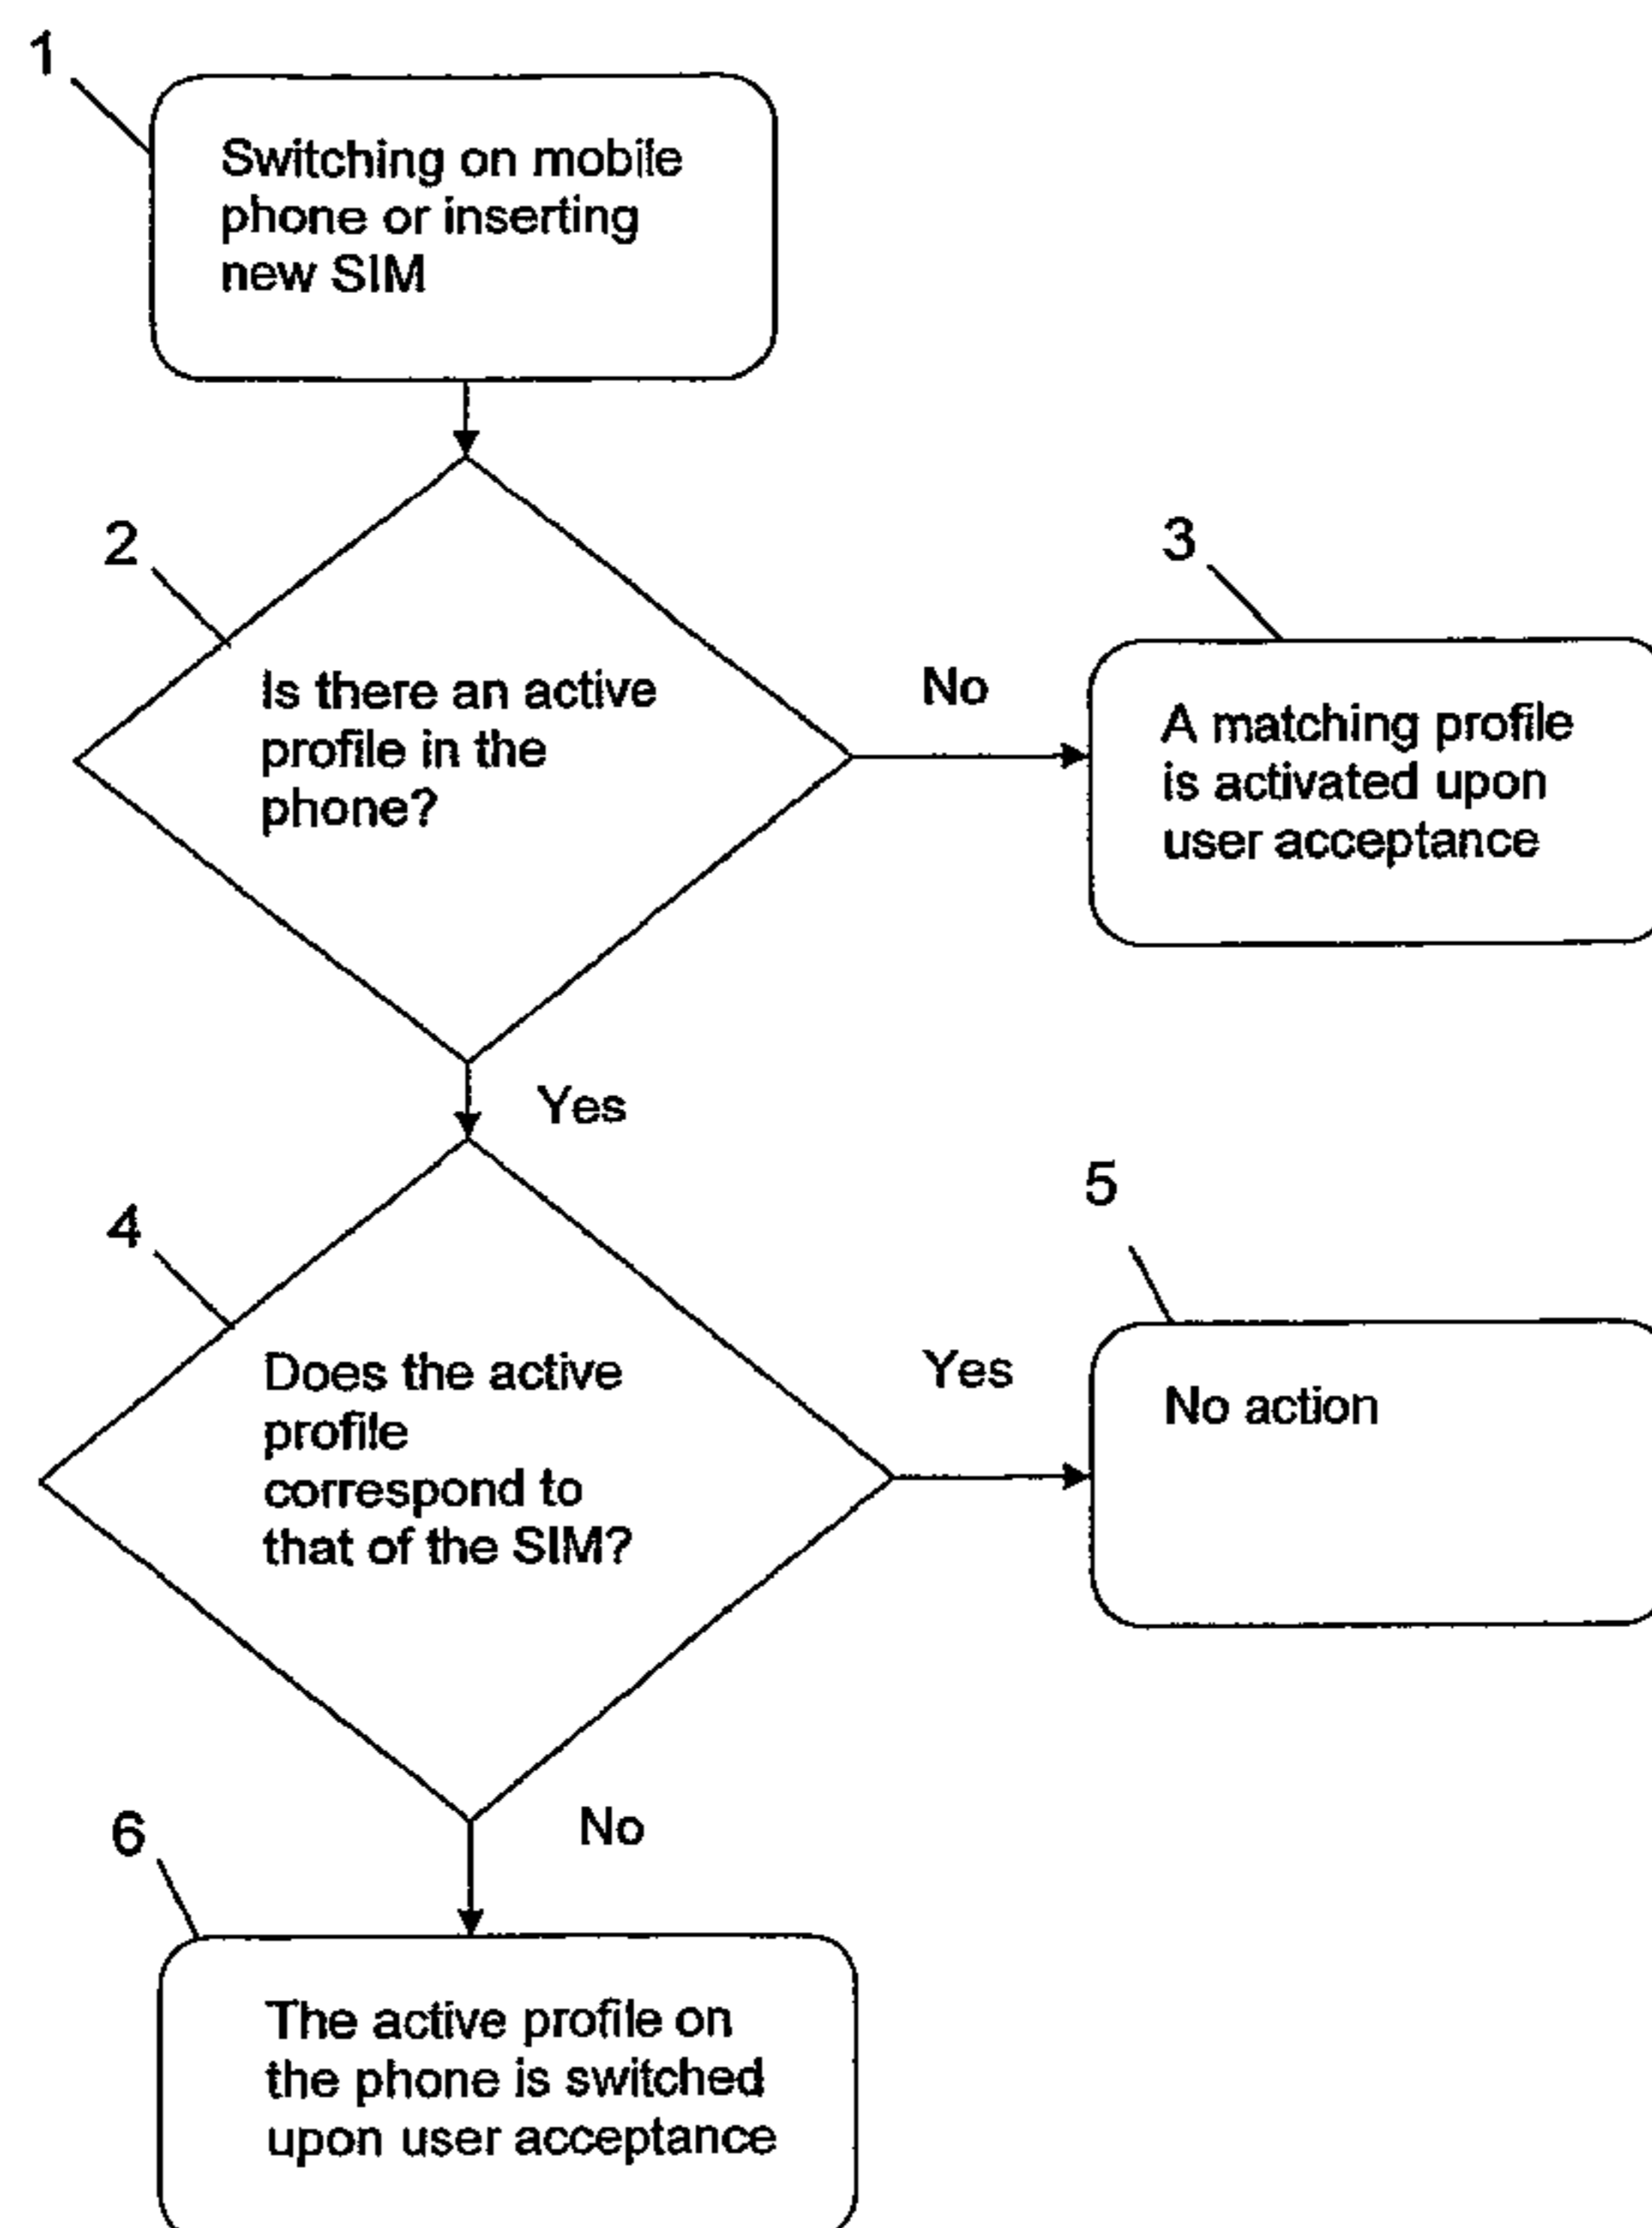 1
Switching on mobile
phone or inserting
new SIM
2
Is there an active
profile in the
phone?
No
3
A matching profile
is activated upon
user acceptance
Yes
4
Does the active
profile
correspond to
that of the SIM?
Yes
5
No action
No
6
The active profile on
the phone is switched
upon user acceptance